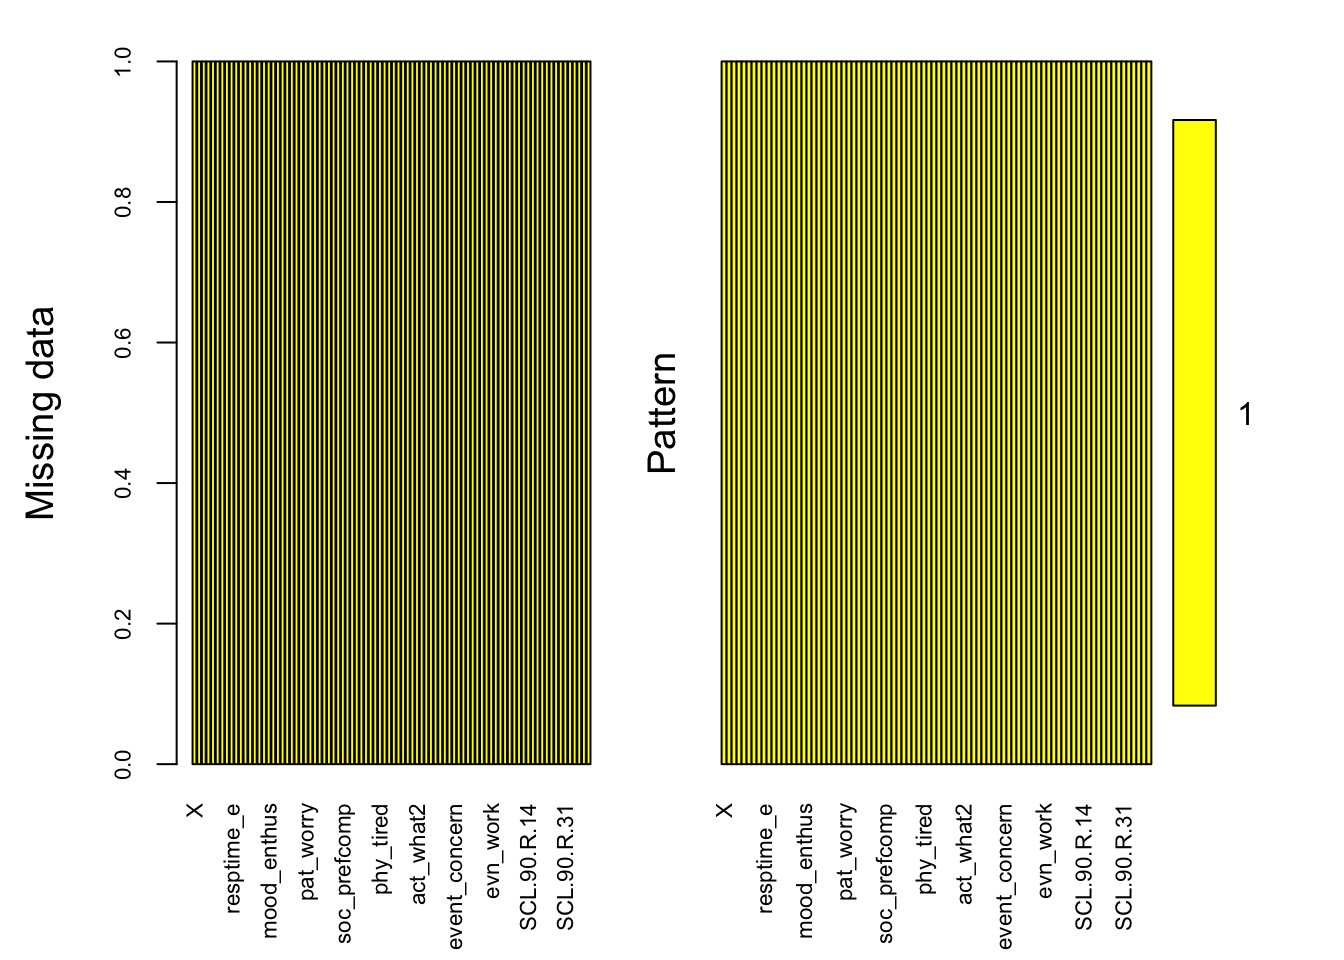 Missing data
1.0
0.8
0.6
0.4
0.2
0.0
X
resptime_e
mood_enthus
pat_worry
soc_prefcomp
phy_tired
act_what2
event_concern
evn_work
SCL.90.R.14
SCL.90.R.31
Pattern
X
resptime_e
mood_enthus
pat_worry
soc_prefcomp
phy_tired
act_what2
event_concern
evn_work
SCL.90.R.14
SCL.90.R.31
1